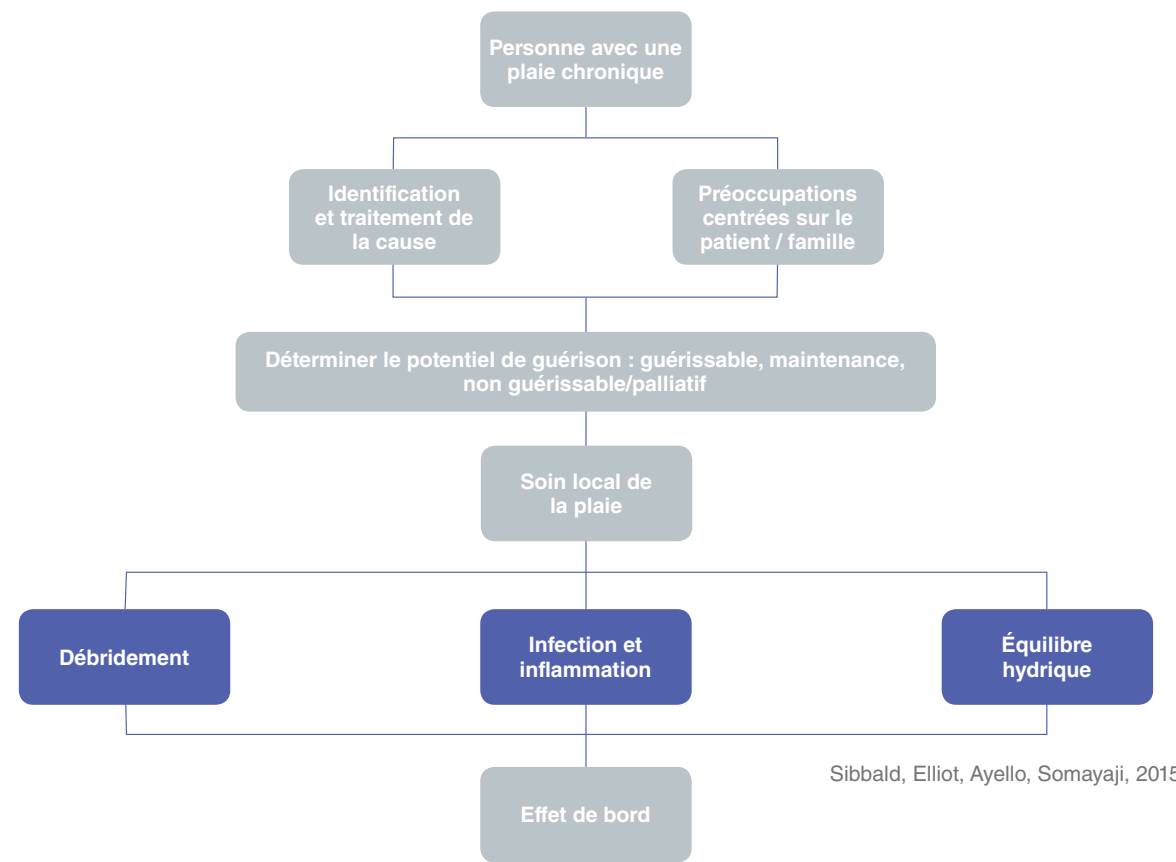 Personne avec une
plaie chronique
Identification
et traitement de
la cause
Préoccupations
centrées sur le
patient / famille
Déterminer le potentiel de guérison : guérissable, maintenance,
non guérissable/palliatif
Soin local de
la plaie
Débridement
Infection et
inflammation
Équilibre
hydrique
Sibbald, Elliot, Ayello, Somayaji, 2015
Effet de bord